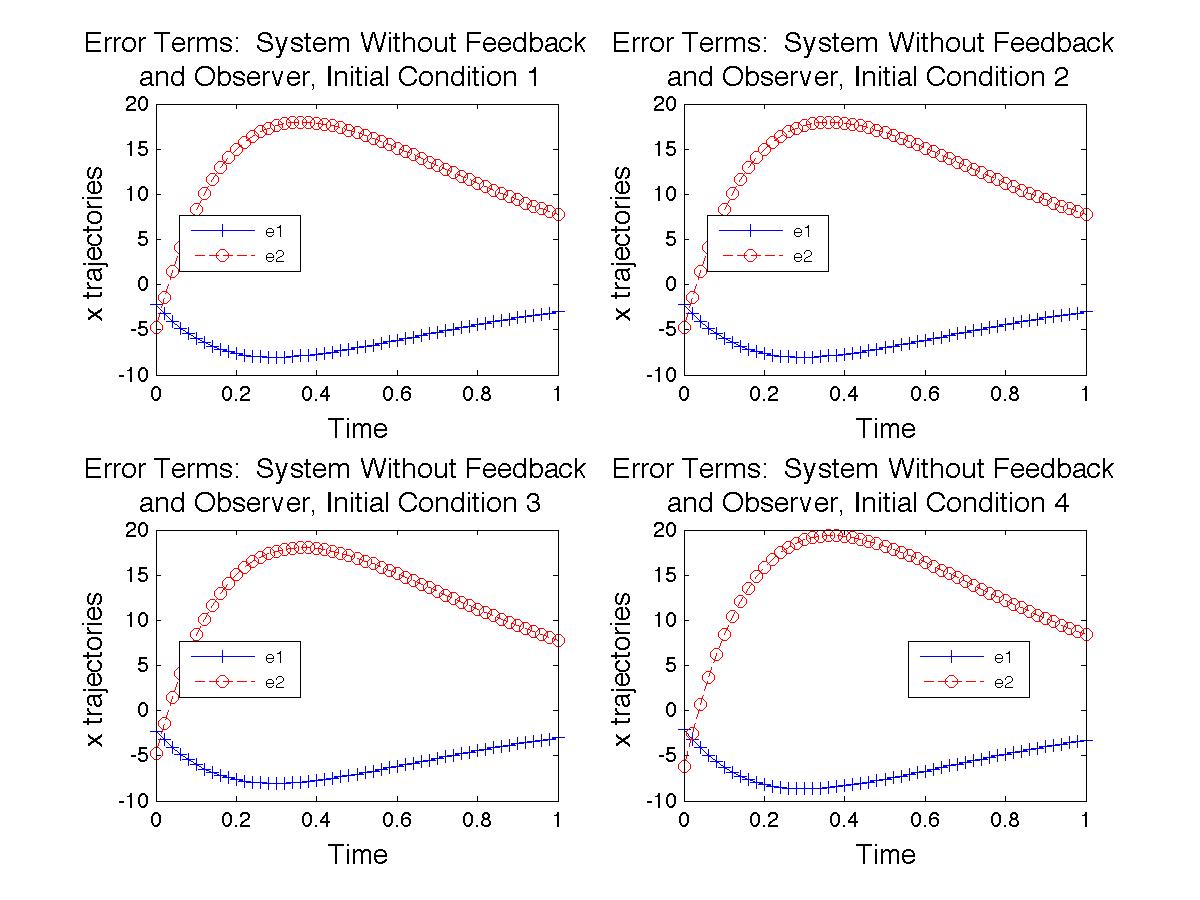 Error Terms:  System Without Feedback
and Observer, Initial Condition 1
20
15
10
5
0
-5
-10
x trajectories
e1
e2
0 0.2 0.4 0.6 0.8 1
Time
Error Terms:  System Without Feedback
and Observer, Initial Condition 2
20
15
10
5
0
-5
-10
x trajectories
e1
e2
0 0.2 0.4 0.6 0.8 1
Time
Error Terms:  System Without Feedback
and Observer, Initial Condition 3
20
15
10
5
0
-5
-10
x trajectories
e1
e2
0 0.2 0.4 0.6 0.8 1
Time
Error Terms:  System Without Feedback
and Observer, Initial Condition 4
20
15
10
5
0
-5
-10
x trajectories
e1
e2
0 0.2 0.4 0.6 0.8 1
Time